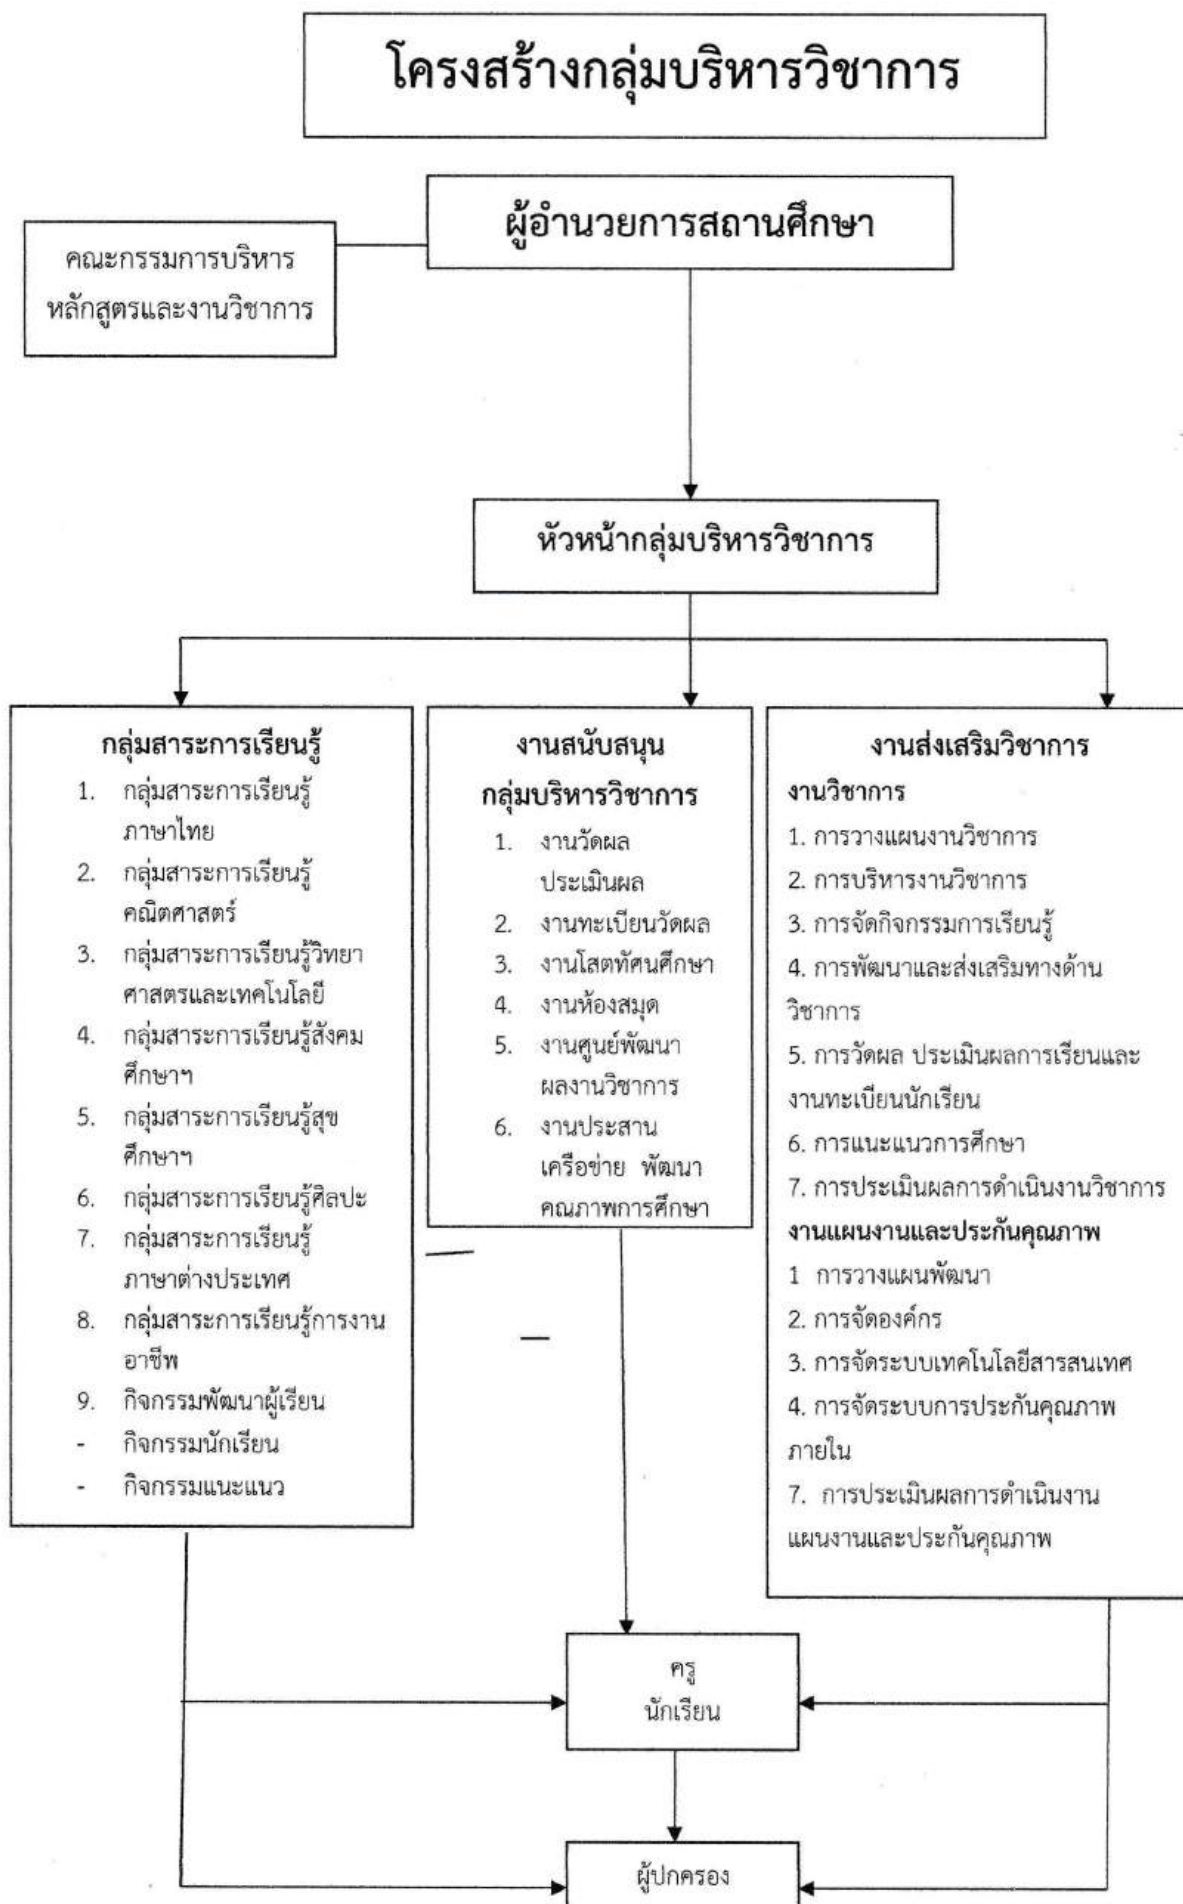 โครงสร้างกลุ่มบริหารวิชาการ
ผู้อำนวยการสถานศึกษา
คณะกรรมการบริหาร
หลักสูตรและงานวิชาการ
หัวหน้ากลุ่มบริหารวิชาการ
กลุ่มสาระการเรียนรู้
1. กลุ่มสาระการเรียนรู้
ภาษาไทย
2. กลุ่มสาระการเรียนรู้
คณิตศาสตร์
3. กลุ่มสาระการเรียนรู้วิทยา
ศาสตรและเทคโนโลยี
4. กลุ่มสาระการเรียนรู้สังคม
ศึกษาฯ
5. กลุ่มสาระการเรียนรู้สุข
ศึกษาฯ
6. กลุ่มสาระการเรียนรู้ศิลปะ
7. กลุ่มสาระการเรียนรู้
ภาษาต่างประเทศ
8. กลุ่มสาระการเรียนรู้การงาน
อาชีพ
9. กิจกรรมพัฒนาผู้เรียน
- กิจกรรมนักเรียน
- กิจกรรมแนะแนว
งานสนับสนุน
กลุ่มบริหารวิชาการ
1. งานวัดผล
ประเมินผล
2. งานทะเบียนวัดผล
3. งานโสตทัศนศึกษา
4. งานห้องสมุด
5. งานศูนย์พัฒนา
ผลงานวิชาการ
6. งานประสาน
เครือข่าย พัฒนา
คณภาพการศึกษา
งานส่งเสริมวิชาการ
งานวิชาการ
1. การวางแผนงานวิชาการ
2. การบริหารงานวิชาการ
3. การจัดกิจกรรมการเรียนรู้
4. การพัฒนาและส่งเสริมทางด้าน
วิชาการ
5. การวัดผล ประเมินผลการเรียนและ
งานทะเบียนนักเรียน
6. การแนะแนวการศึกษา
7. การประเมินผลการดำเนินงานวิชาการ
งานแผนงานและประกันคุณภาพ
1 การวางแผนพัฒนา
2. การจัดองค์กร
3. การจัดระบบเทคโนโลยีสารสนเทศ
4. การจัดระบบการประกันคุณภาพ
ภายใน
7. การประเมินผลการดำเนินงาน
แผนงานและประกันคุณภาพ
ครู
นักเรียน
ผู้ปกครอง